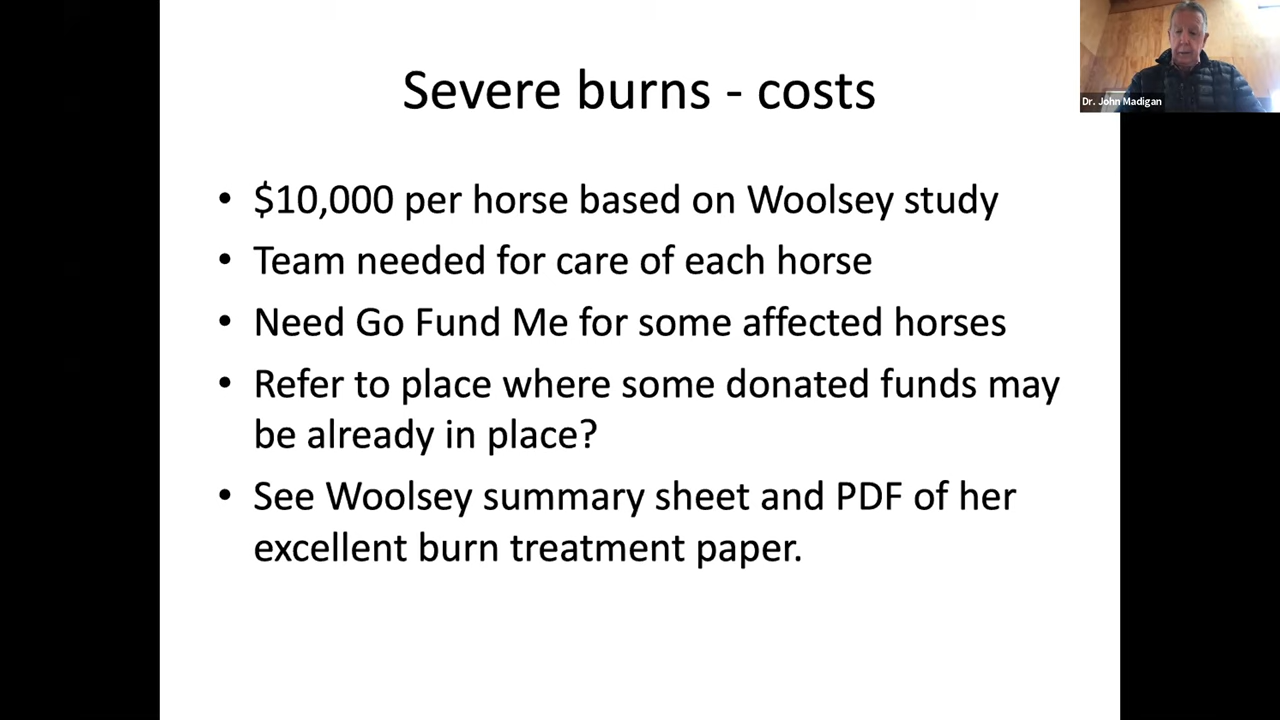 Severe burns - costs
Dr. John Madigan
• $10,000 per horse based on Woolsey study
• Team needed for care of each horse
• Need Go Fund Me for some affected horses
• Refer to place where some donated funds may
be already in place?
• See Woolsey summary sheet and PDF of her
excellent burn treatment paper.